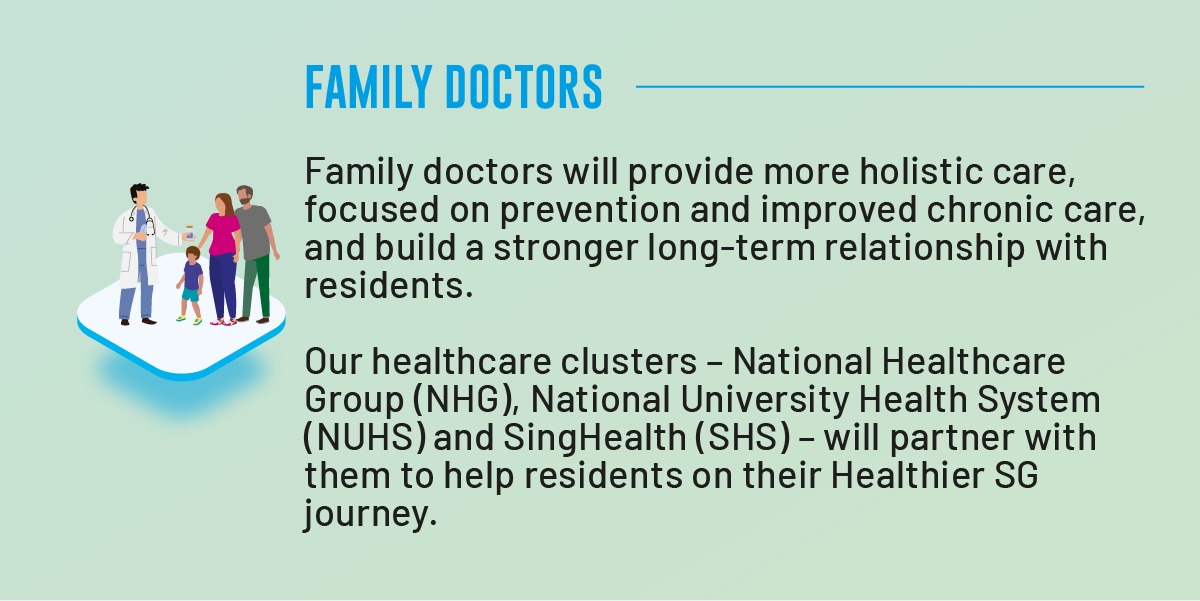 FAMILY DOCTORS
Family doctors will provide more holistic care,
focused on prevention and improved chronic care,
and build a stronger long-term relationship with
residents.
Our healthcare clusters – National Healthcare
Group (NHG), National University Health System
(NUHS) and SingHealth (SHS) – will partner with
them to help residents on their Healthier SG
journey.